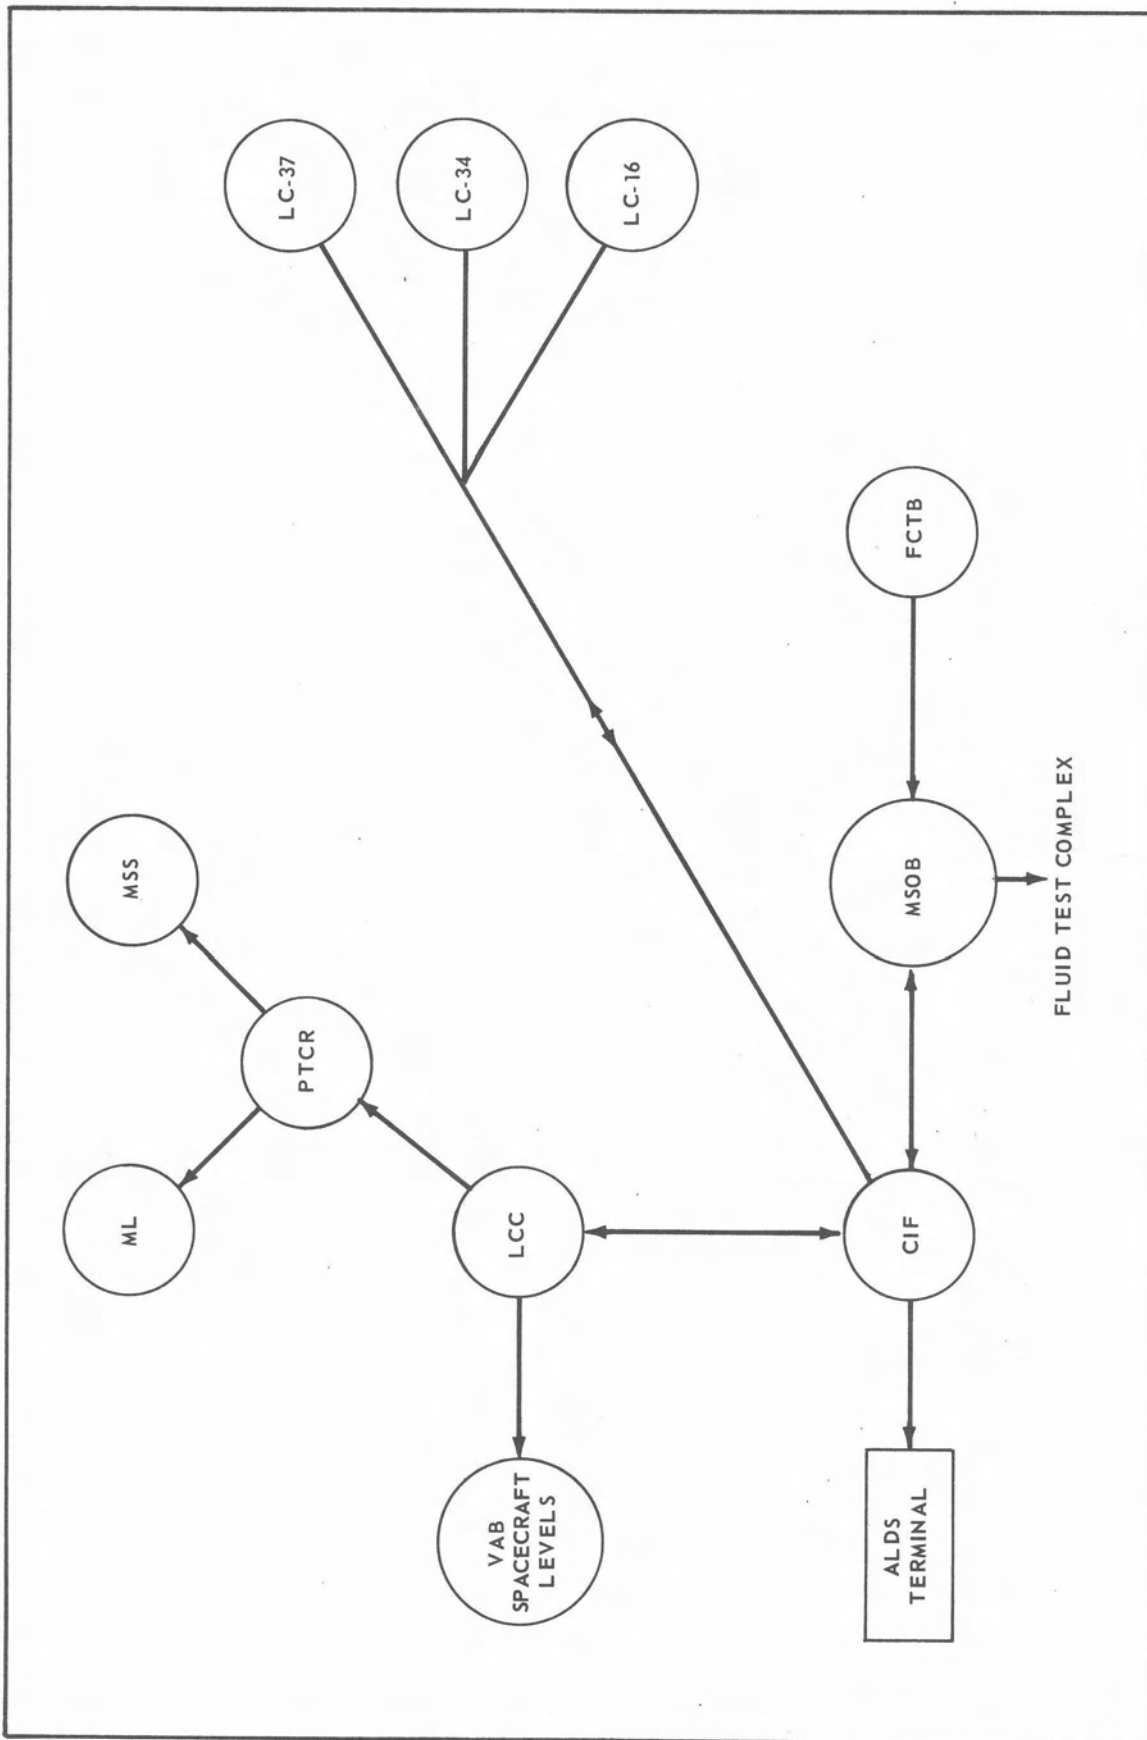 ML
MSS
PTCR
LC-37
VAB
SPACECRAFT
LEVELS
LCC
LC-34
LC-16
ALDS
TERMINAL
CIF
MSOB
FCTB
FLUID TEST COMPLEX